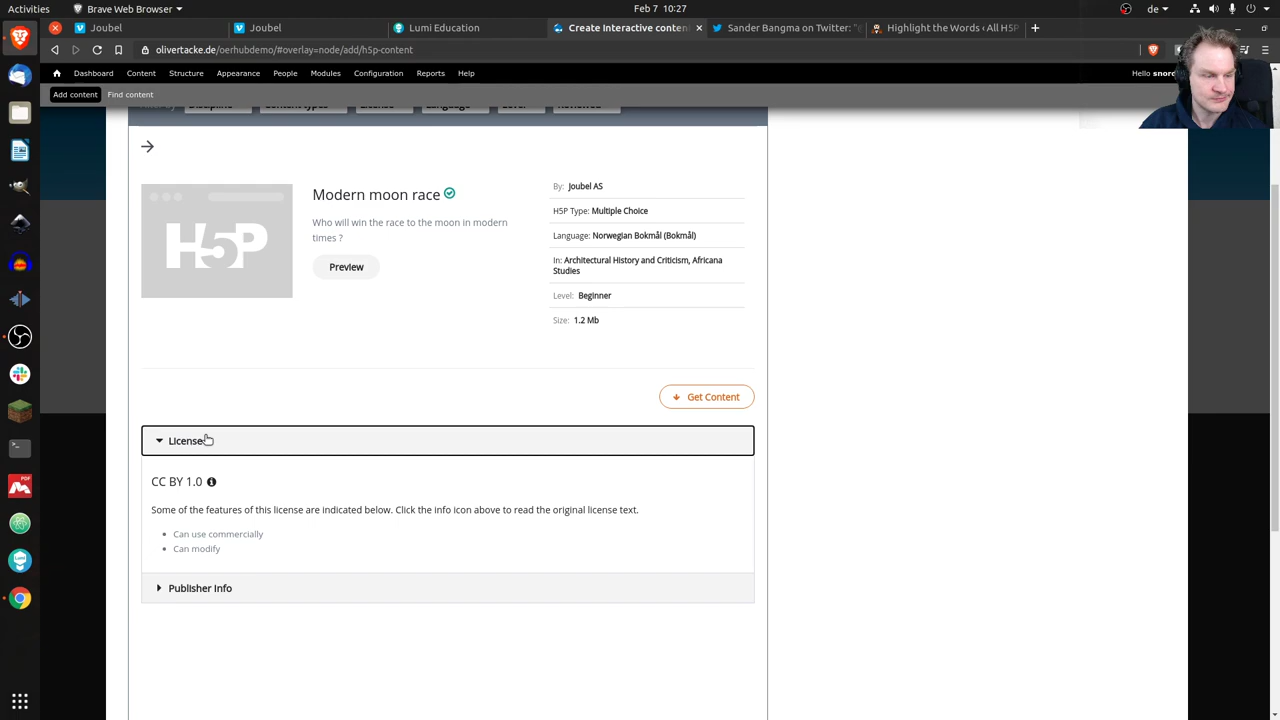 Activities
Brave Web Browser
Feb 7 10:27
de
Joubel
Joubel
Lumi Education
Create Interactive conten
Sander Bangma on Twitter: "
Highlight the Words ‹ All H5P
olivertacke.de/oerhubdemo/#overlay=node/add/h5p-content
Dashboard
Content
Structure
Appearance
People
Modules
Configuration
Reports
Help
Hello snor
Add content
Find content
Modern moon race
Who will win the race to the moon in modern
times ?
Preview
H5P
By: Joubel AS
H5P Type: Multiple Choice
Language: Norwegian Bokmål (Bokmål)
In: Architectural History and Criticism, Africana
Studies
Level: Beginner
Size: 1.2 Mb
Get Content
License
CC BY 1.0
Some of the features of this license are indicated below. Click the info icon above to read the original license text.
Can use commercially
Can modify
Publisher Info